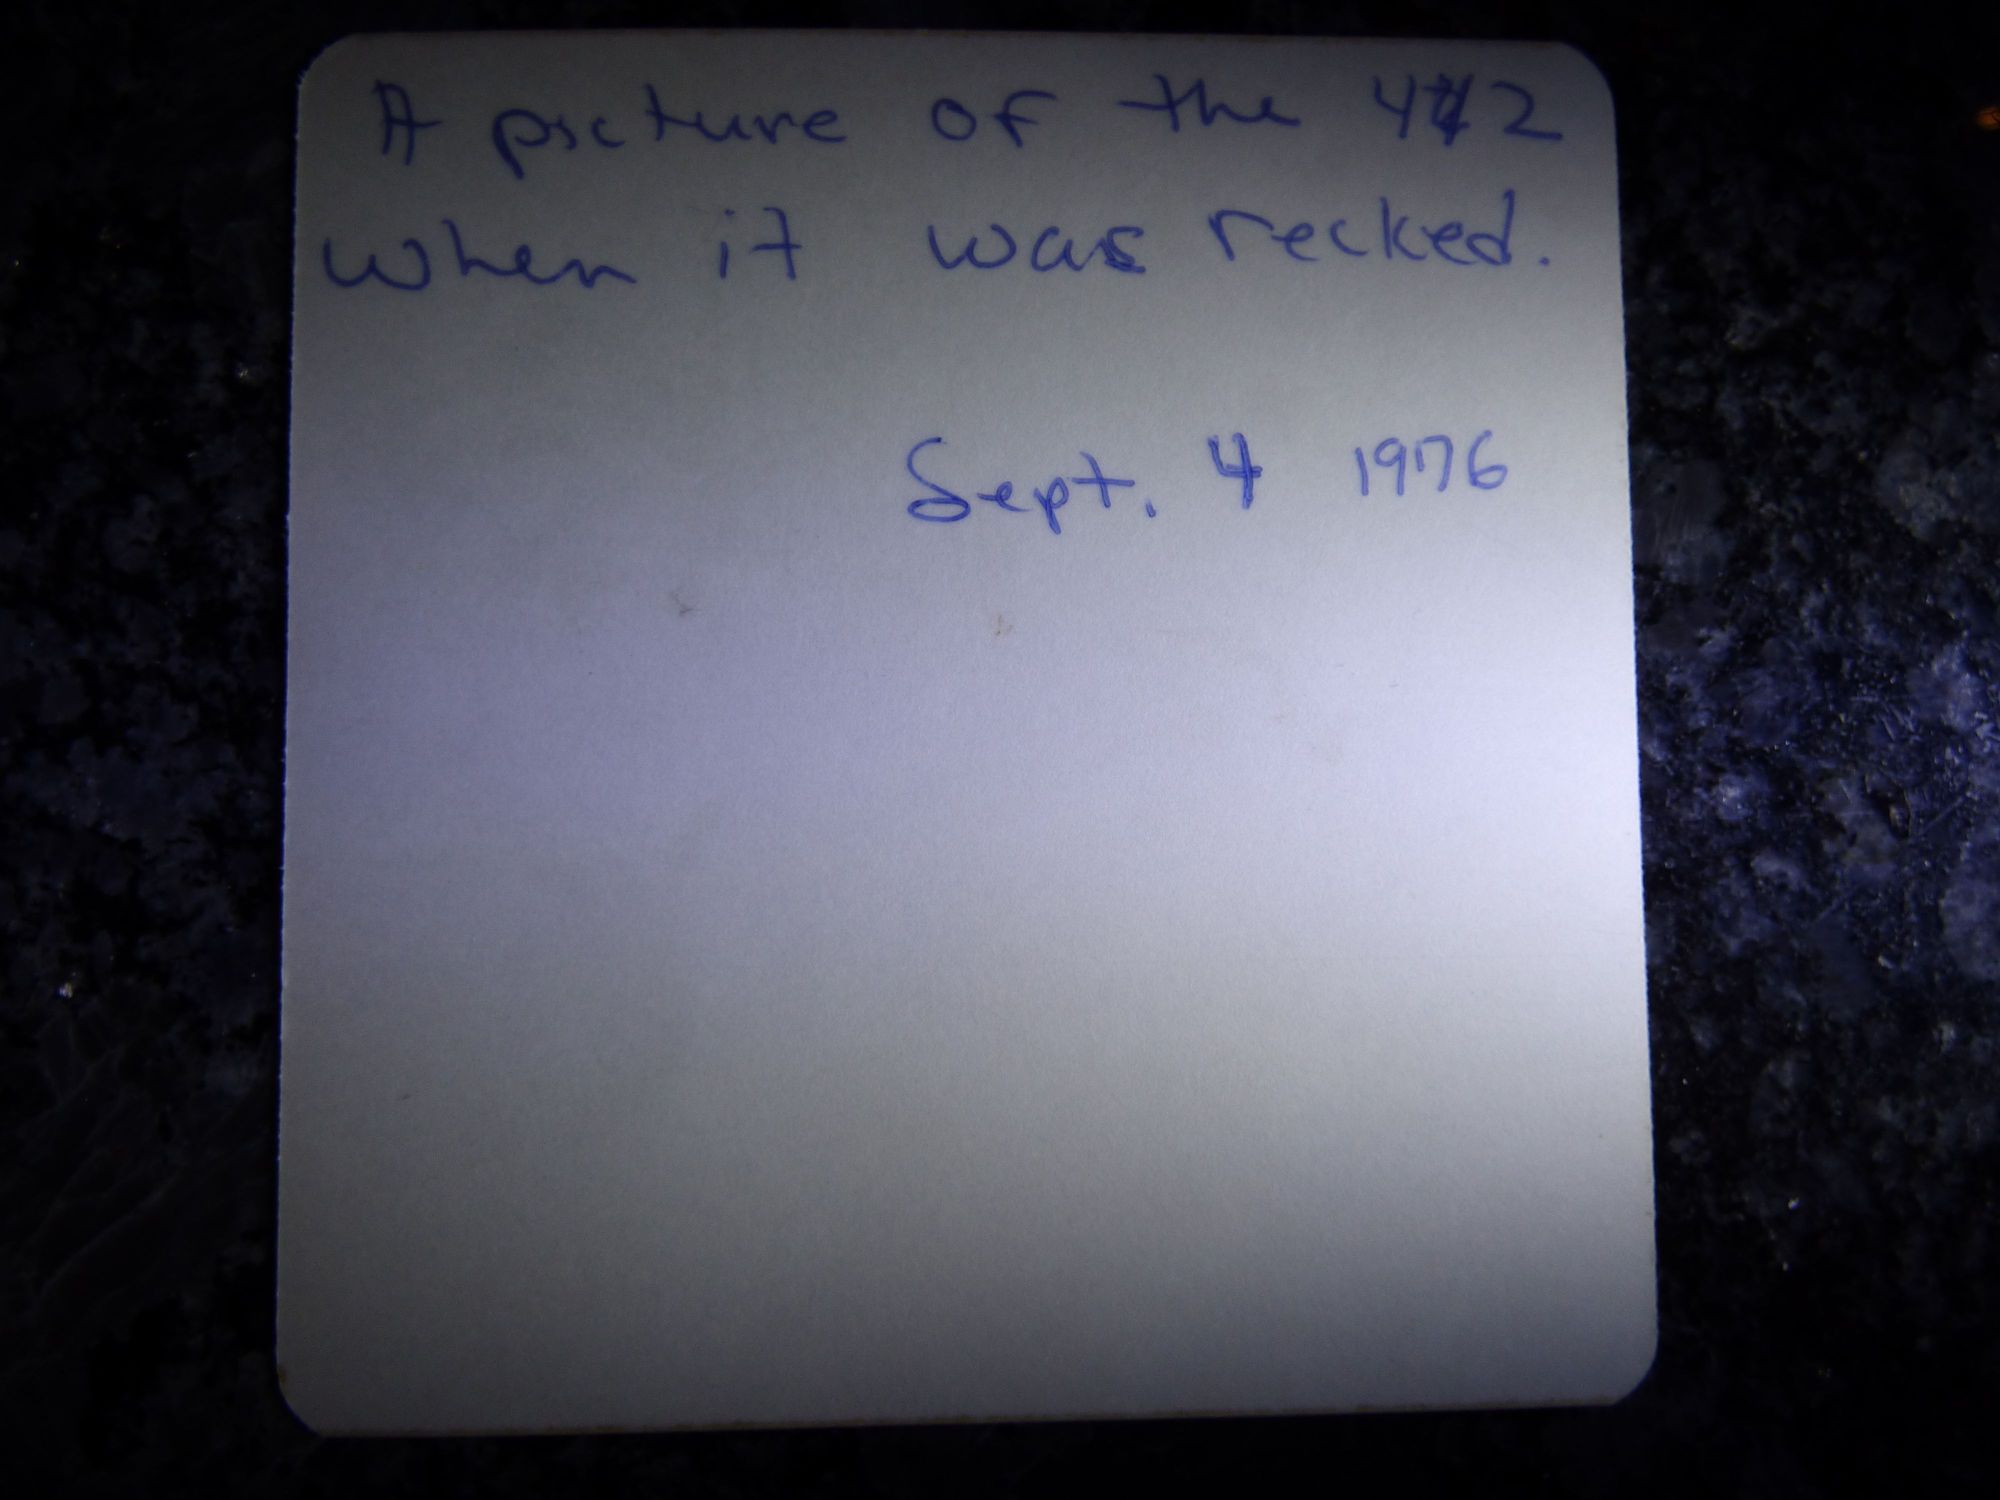 A picture of the 442
when it was recked.
Sept. 4 1976